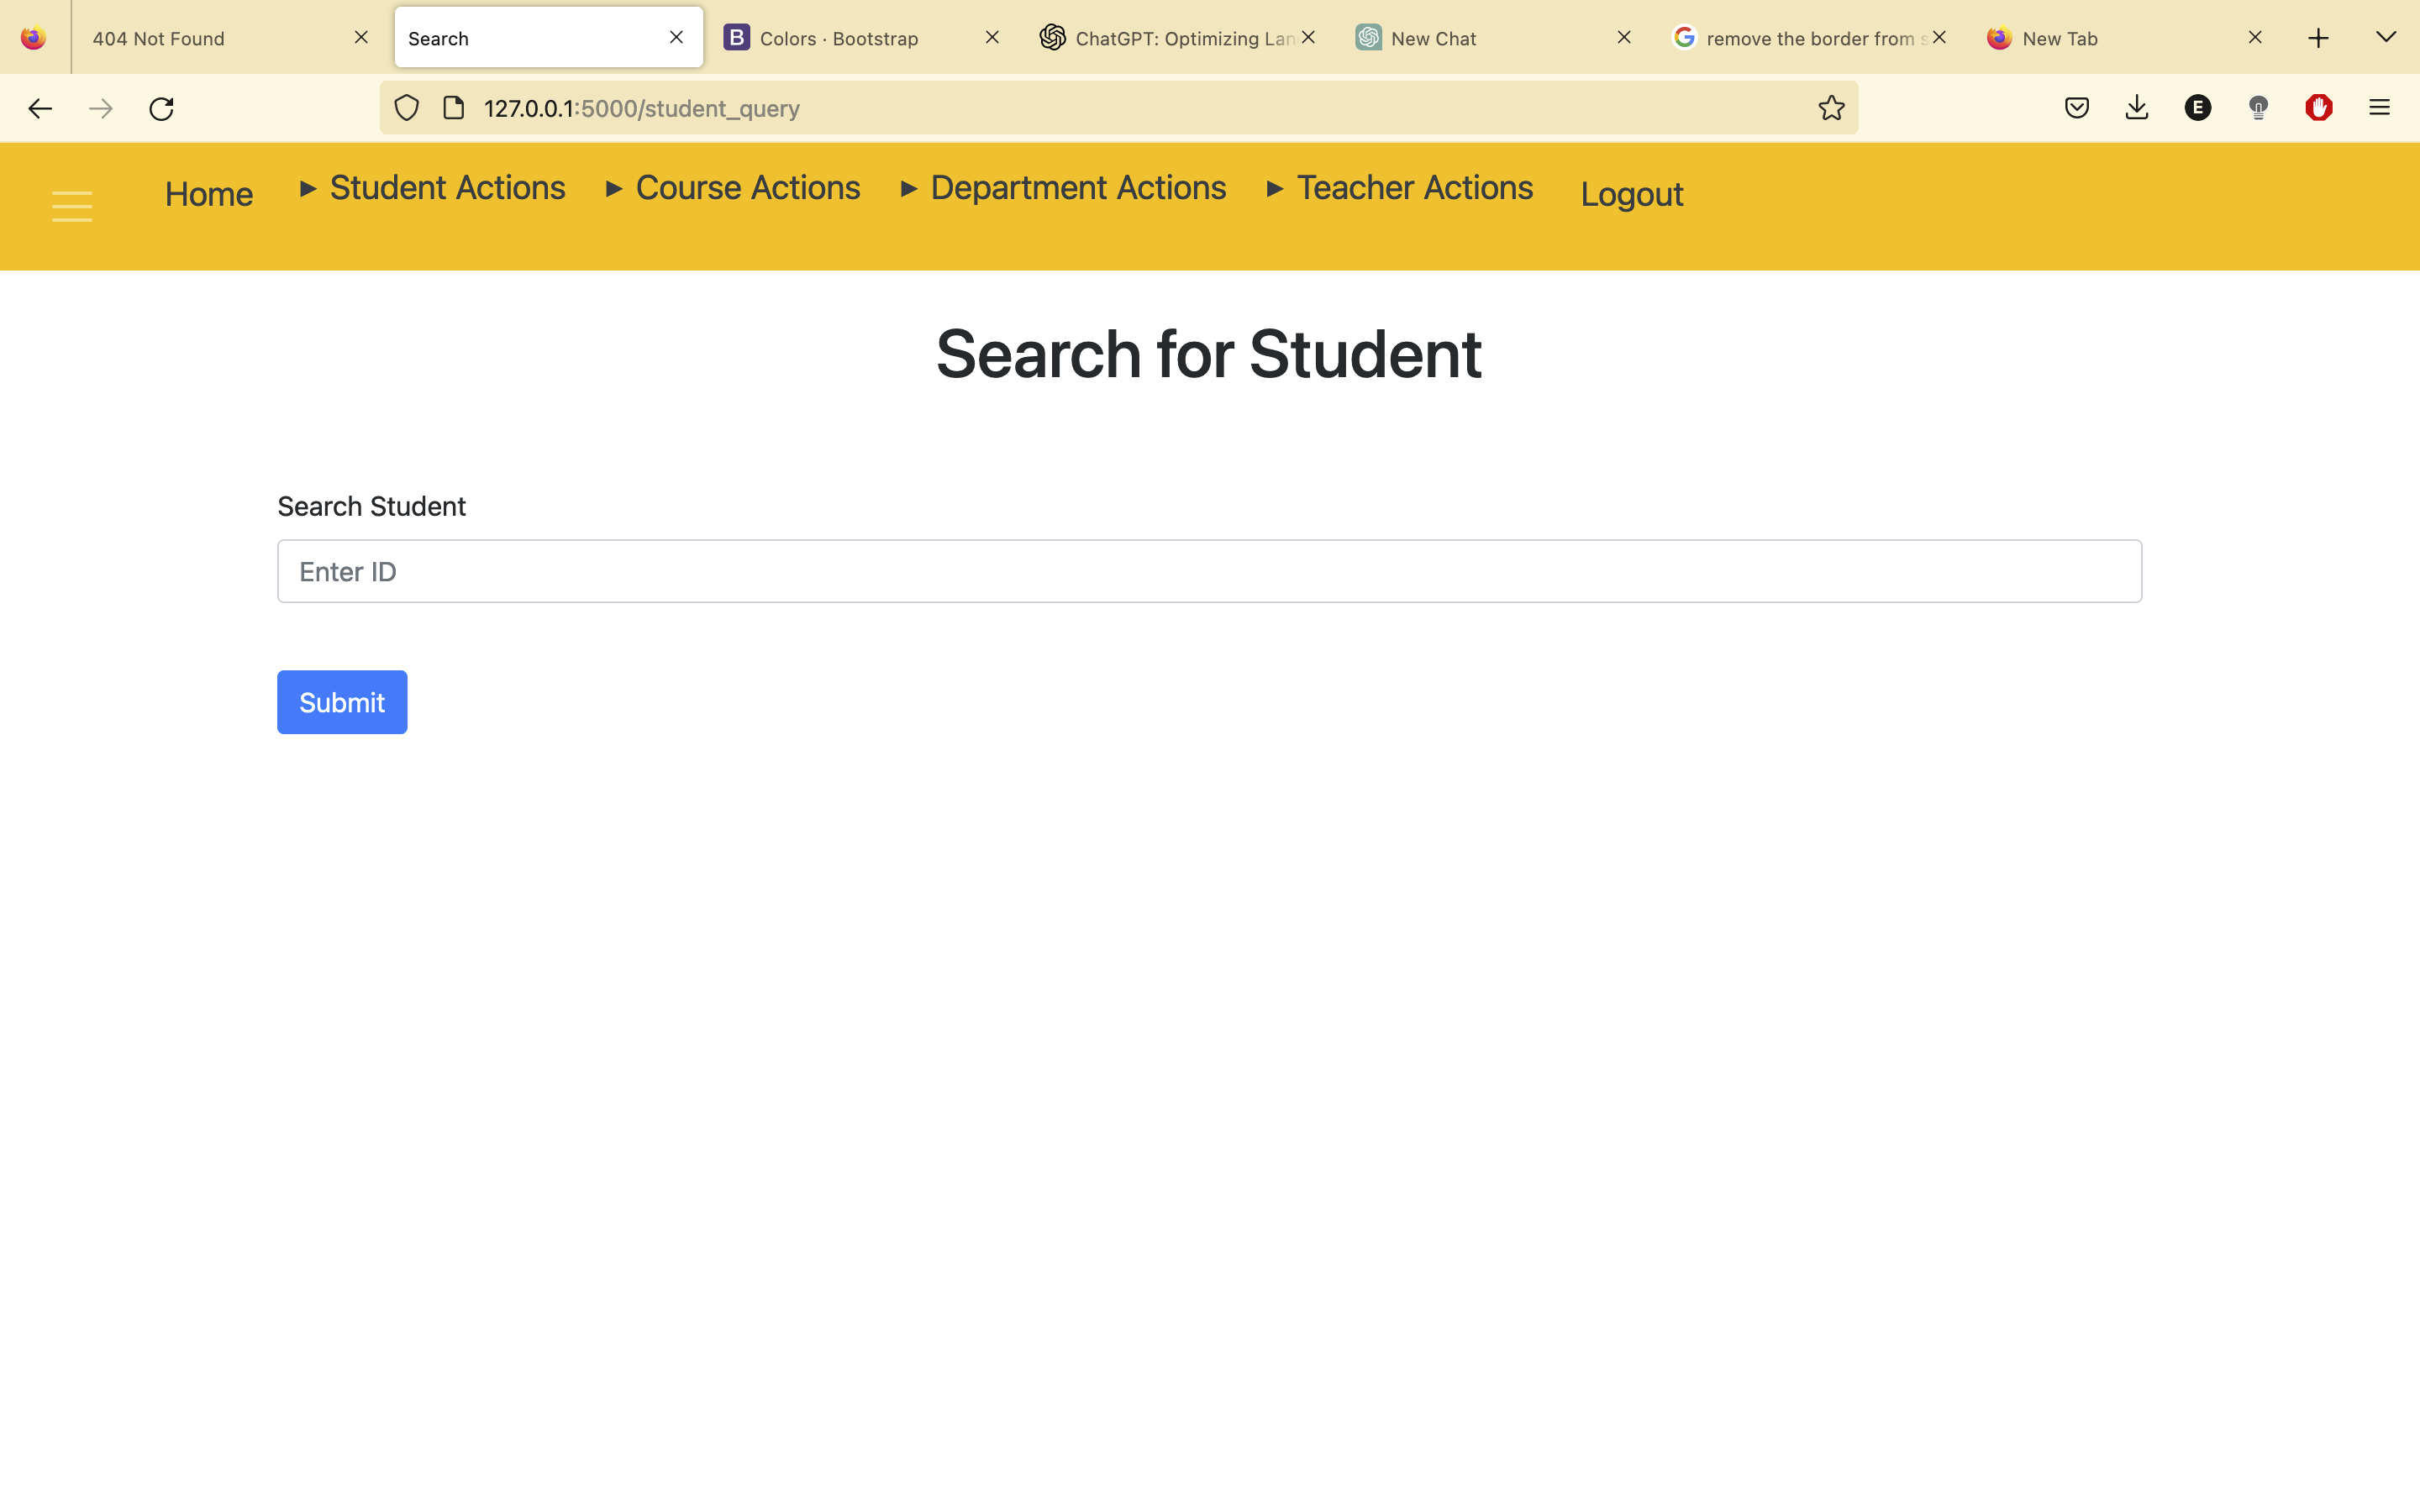 404 Not Found
Search
B Colors · Bootstrap
ChatGPT: Optimizing Lan
New Chat
G remove the border from s
New Tab
127.0.0.1:5000/student_query
E
Home
► Student Actions
► Course Actions
► Department Actions
► Teacher Actions
Logout
Search for Student
Search Student
Enter ID
Submit